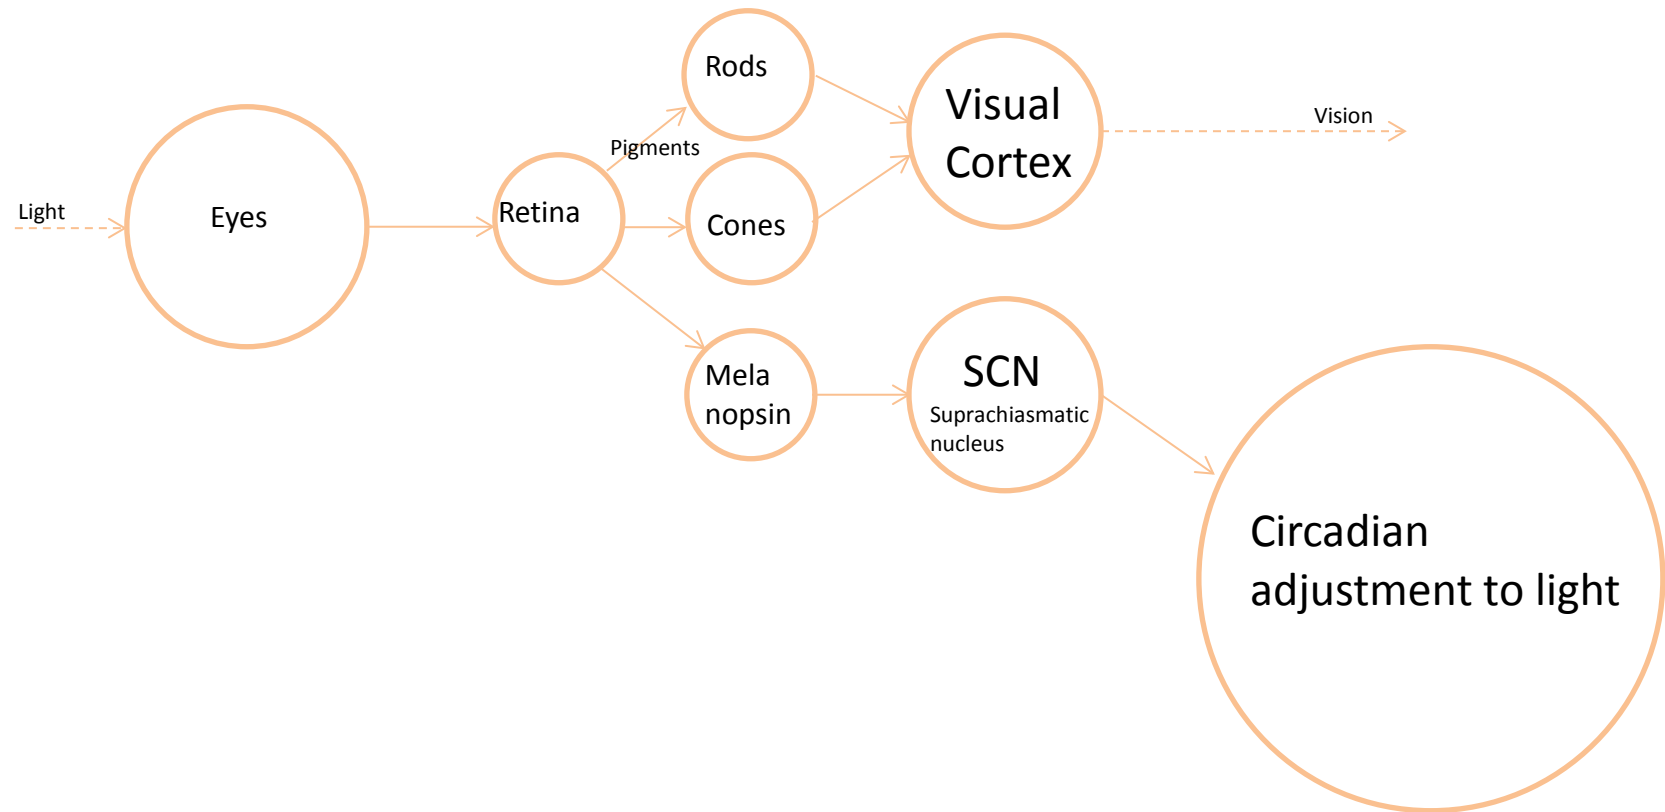 Light
Eyes
Retina
Pigments
Rods
Cones
Mela
nopsin
Visual
Cortex
Vision
SCN
Suprachiasmatic
nucleus
Circadian
adjustment to light